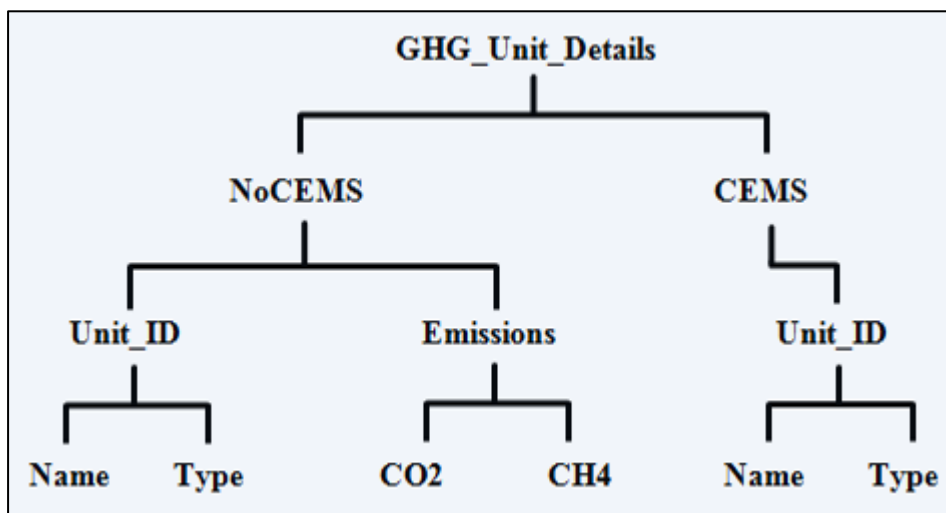 GHG_Unit_Details
NoCEMS CEMS
Unit_ID Emissions Unit_ID
Name Type CO2 CH4 Name Type